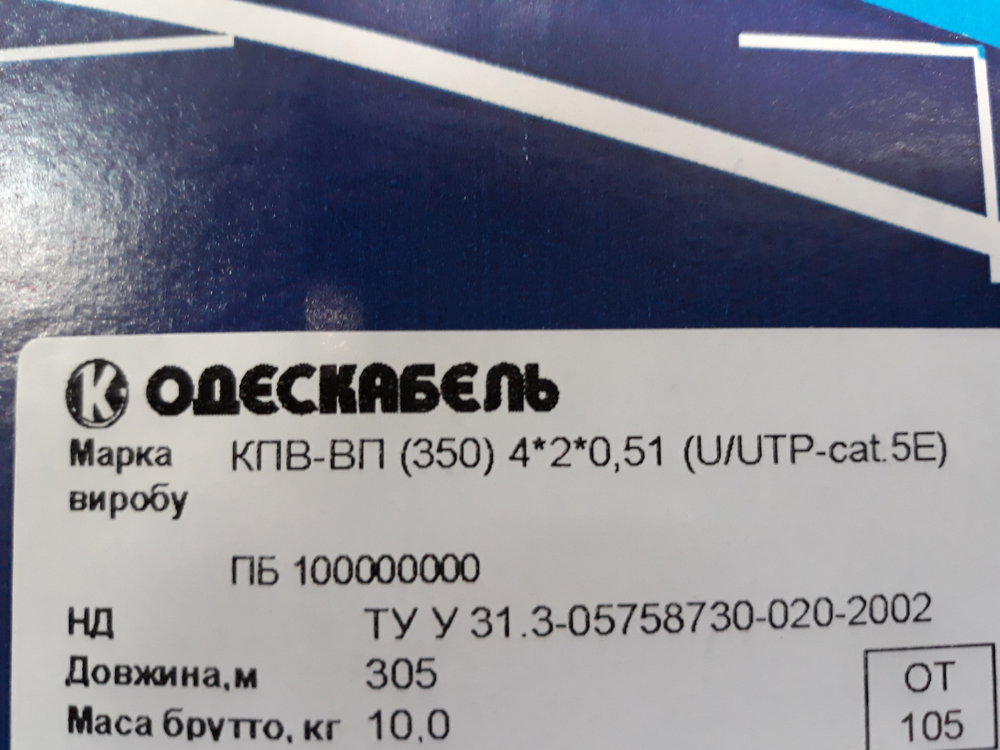 К ОДЕСКАБЕЛЬ
Марка КПВ-ВП (350) 4*2*0,51 (U/UTP-cat.5E)
виробу
ПБ 100000000
НД ТУ У 31.3-05758730-020-2002
Довжина,м 305
ОТ
Маса брутто, кг 10,0
105